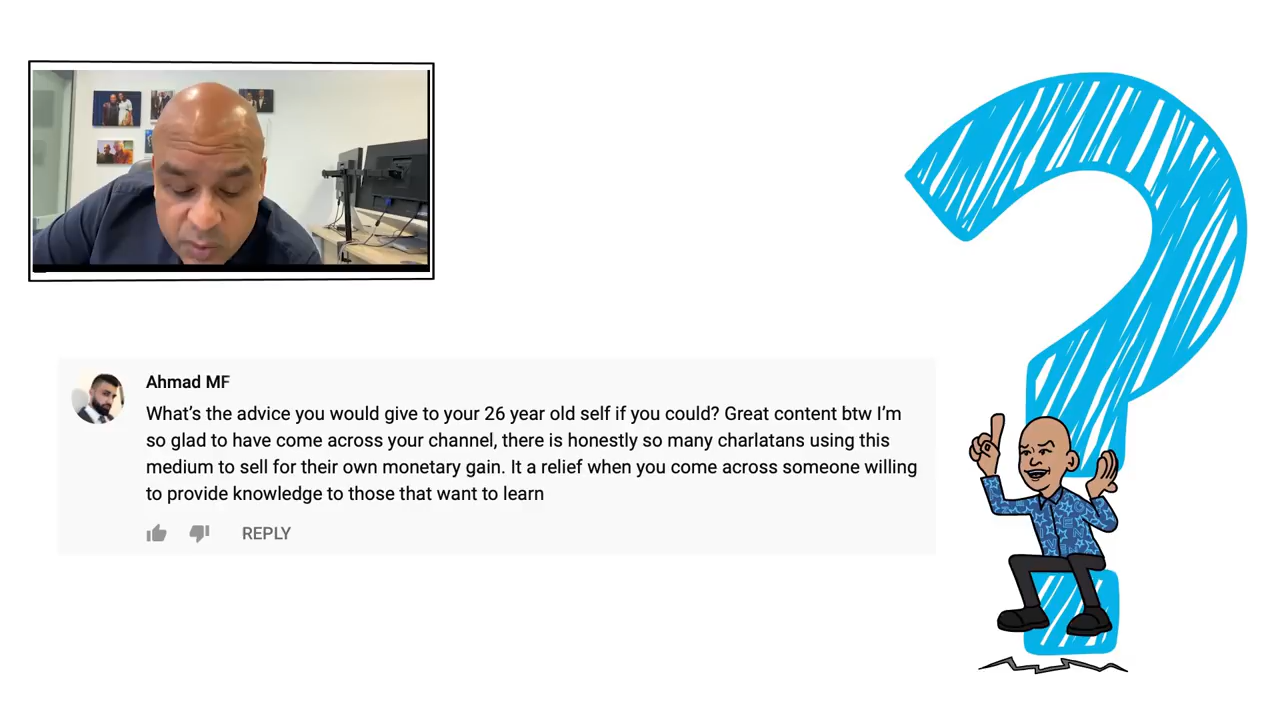 Ahmad MF
What's the advice you would give to your 26 year old self if you could? Great content btw I'm
so glad to have come across your channel, there is honestly so many charlatans using this
medium to sell for their own monetary gain. It a relief when you come across someone willing
to provide knowledge to those that want to learn
REPLY